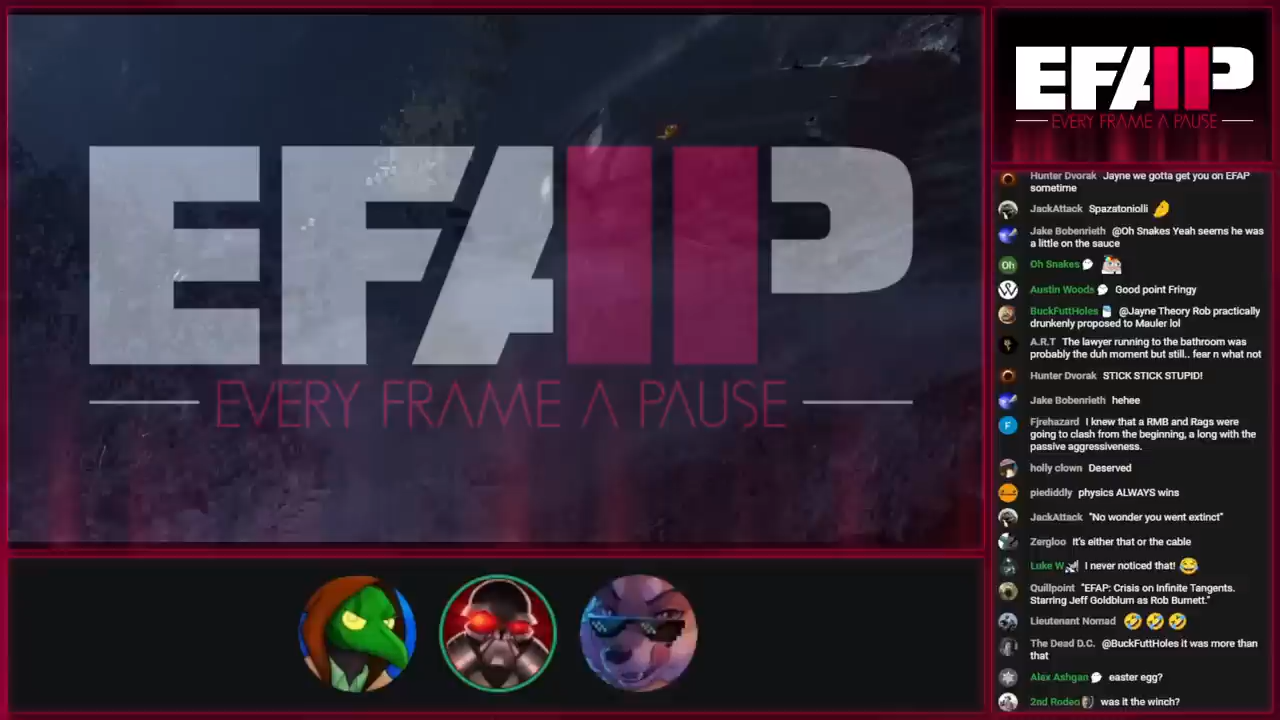 EFAP
EVERY FRAME A PAUSE
EFAP
EVERY FRAME A PAUSE
Hunter Dvorak Jayne we gotta get you on EFAP
sometime
JackAttack Spazatoniolli
Jake Bobenrieth @Oh Snakes Yeah seems he was
a little on the sauce
Oh Oh Snakes
Austin Woods Good point Fringy
BuckFuttHoles @Jayne Theory Rob practically
drunkenly proposed to Mauler lol
A.R.T The lawyer running to the bathroom was
probably the duh moment but still.. fear n what not
Hunter Dvorak STICK STICK STUPID!
Jake Bobenrieth hehee
F Fjrehazard I knew that a RMB and Rags were
going to clash from the beginning, a long with the
passive aggressiveness.
holly clown Deserved
piediddly physics ALWAYS wins
JackAttack "No wonder you went extinct"
Zergloo It's either that or the cable
Luke W I never noticed that!
Quillpoint "EFAP: Crisis on Infinite Tangents.
Starring Jeff Goldblum as Rob Burnett."
Lieutenant Nomad
The Dead D.C. @BuckFuttHoles it was more than
that
Alex Ashgan easter egg?
2nd Rodeo was it the winch?